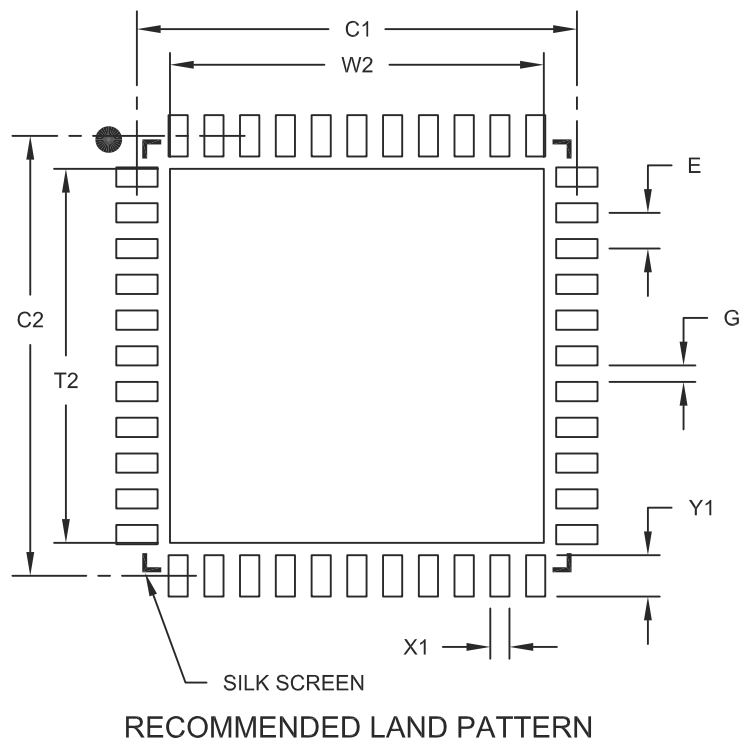 C1
W2
E
C2
G
T2
Y1
X1
SILK SCREEN
RECOMMENDED LAND PATTERN